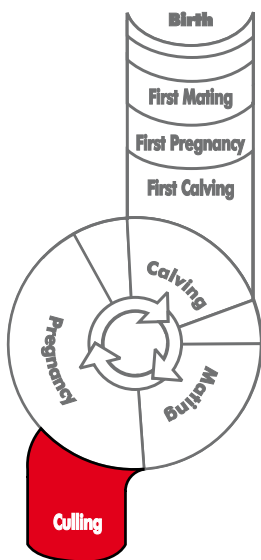 Birth
First Mating
First Pregnancy
First Calving
Calving
Pregnancy
Mating
Culling